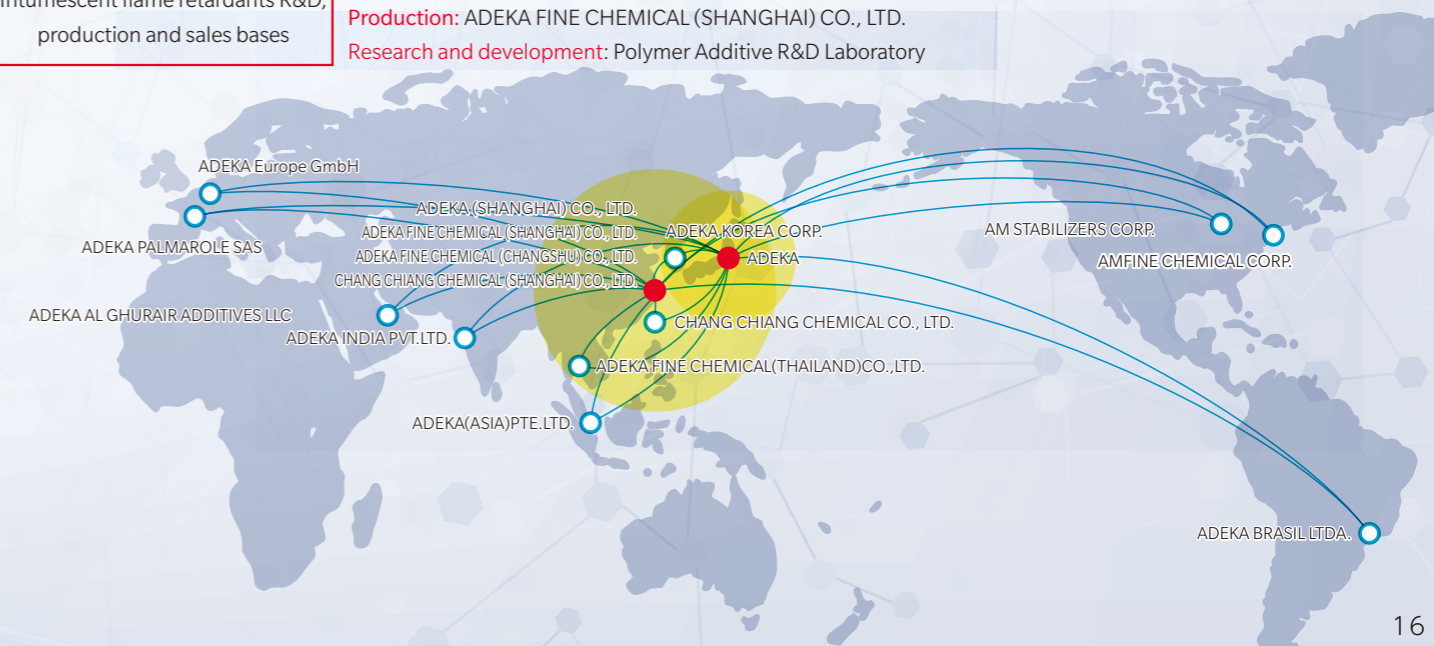 Intumescent flame retardants R&D,
production and sales bases
Production: ADEKA FINE CHEMICAL (SHANGHAI) CO., LTD.
Research and development: Polymer Additive R&D Laboratory
ADEKA Europe GmbH
ADEKA PALMAROLE SAS
ADEKA (SHANGHAI) CO., LTD.
ADEKA FINE CHEMICAL (SHANGHAI) CO., LTD.
ADEKA FINE CHEMICAL (CHANGSHU) CO., LTD.
CHANG CHIANG CHEMICAL (SHANGHAI) CO., LTD.
ADEKA KOREA CORP.
ADEKA
AM STABILIZERS CORP.
AMFINE CHEMICAL CORP.
ADEKA AL GHURAIR ADDITIVES LLC
ADEKA INDIA PVT.LTD.
CHANG CHIANG CHEMICAL CO., LTD.
ADEKA FINE CHEMICAL(THAILAND)CO.,LTD.
ADEKA(ASIA)PTE.LTD.
ADEKA BRASIL LTDA.
16